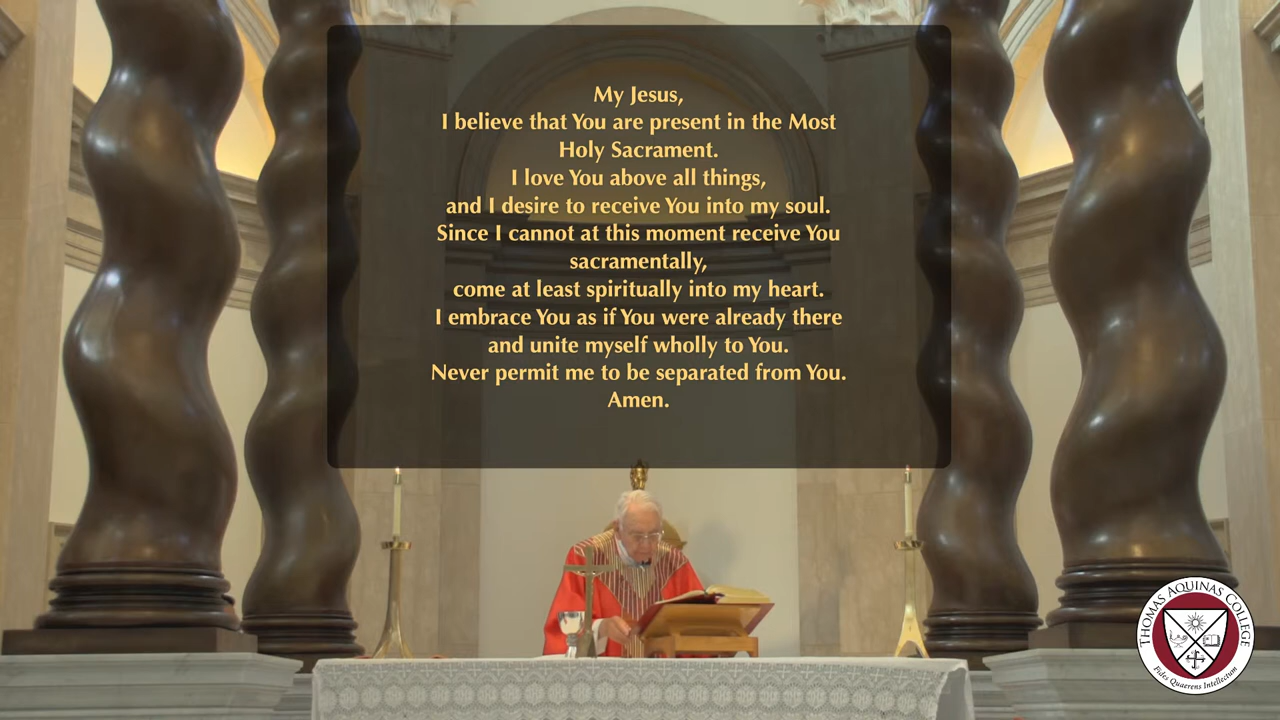 My Jesus,
I believe that You are present in the Most
Holy Sacrament.
I love You above all things,
and I desire to receive You into my soul.
Since I cannot at this moment receive You
sacramentally,
come at least spiritually into my heart.
I embrace You as if You were already there
and unite myself wholly to You.
Never permit me to be separated from You.
Amen.
THOMAS AQUINAS COLLEGE
Fides Quaerens Intellectum